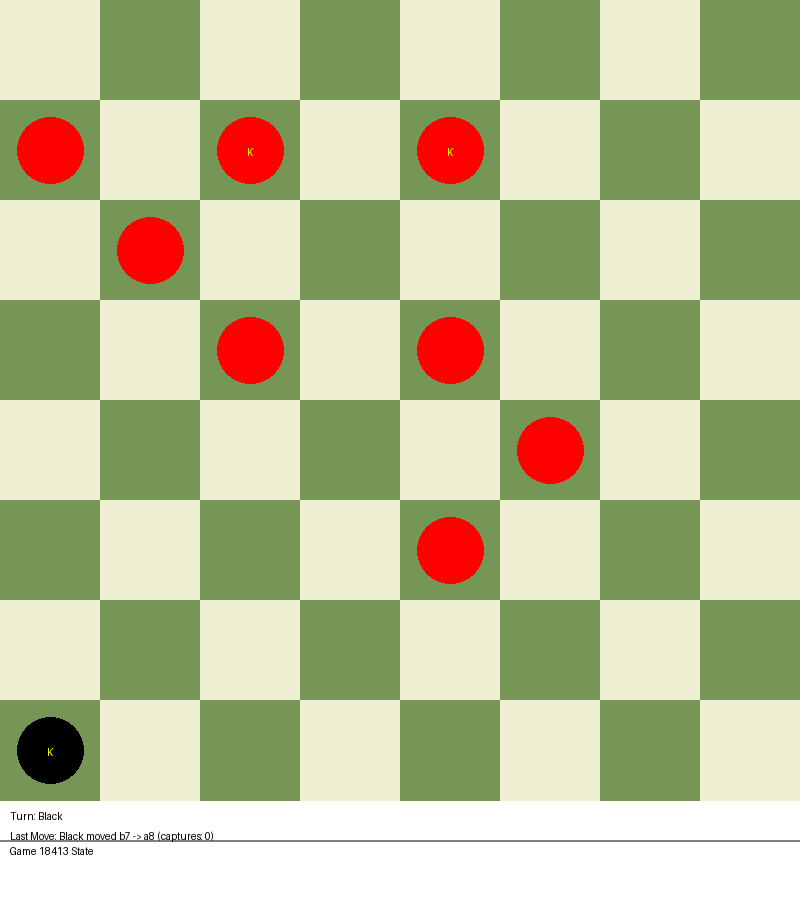 K
K
K
Turn: Black
Last Move: Black moved b7 -> a8 (captures: 0)
Game 18413 State